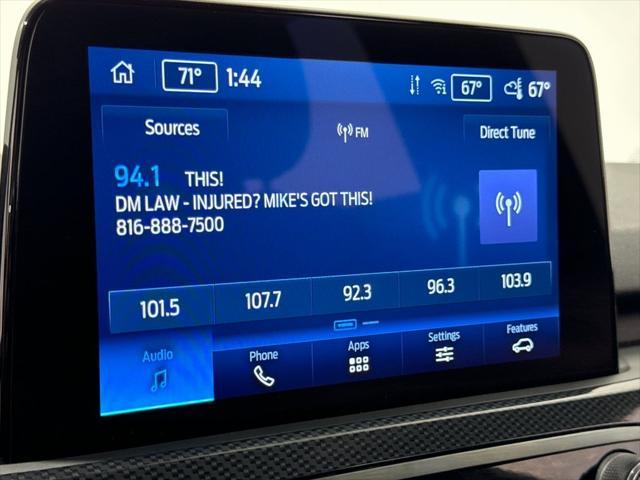 71° 1:44 67° 67°
Sources FM Direct Tune
94.1 THIS!
DM LAW - INJURED? MIKE'S GOT THIS!
816-888-7500
101.5 107.7 92.3 96.3 103.9
Audio Phone Apps Settings Features